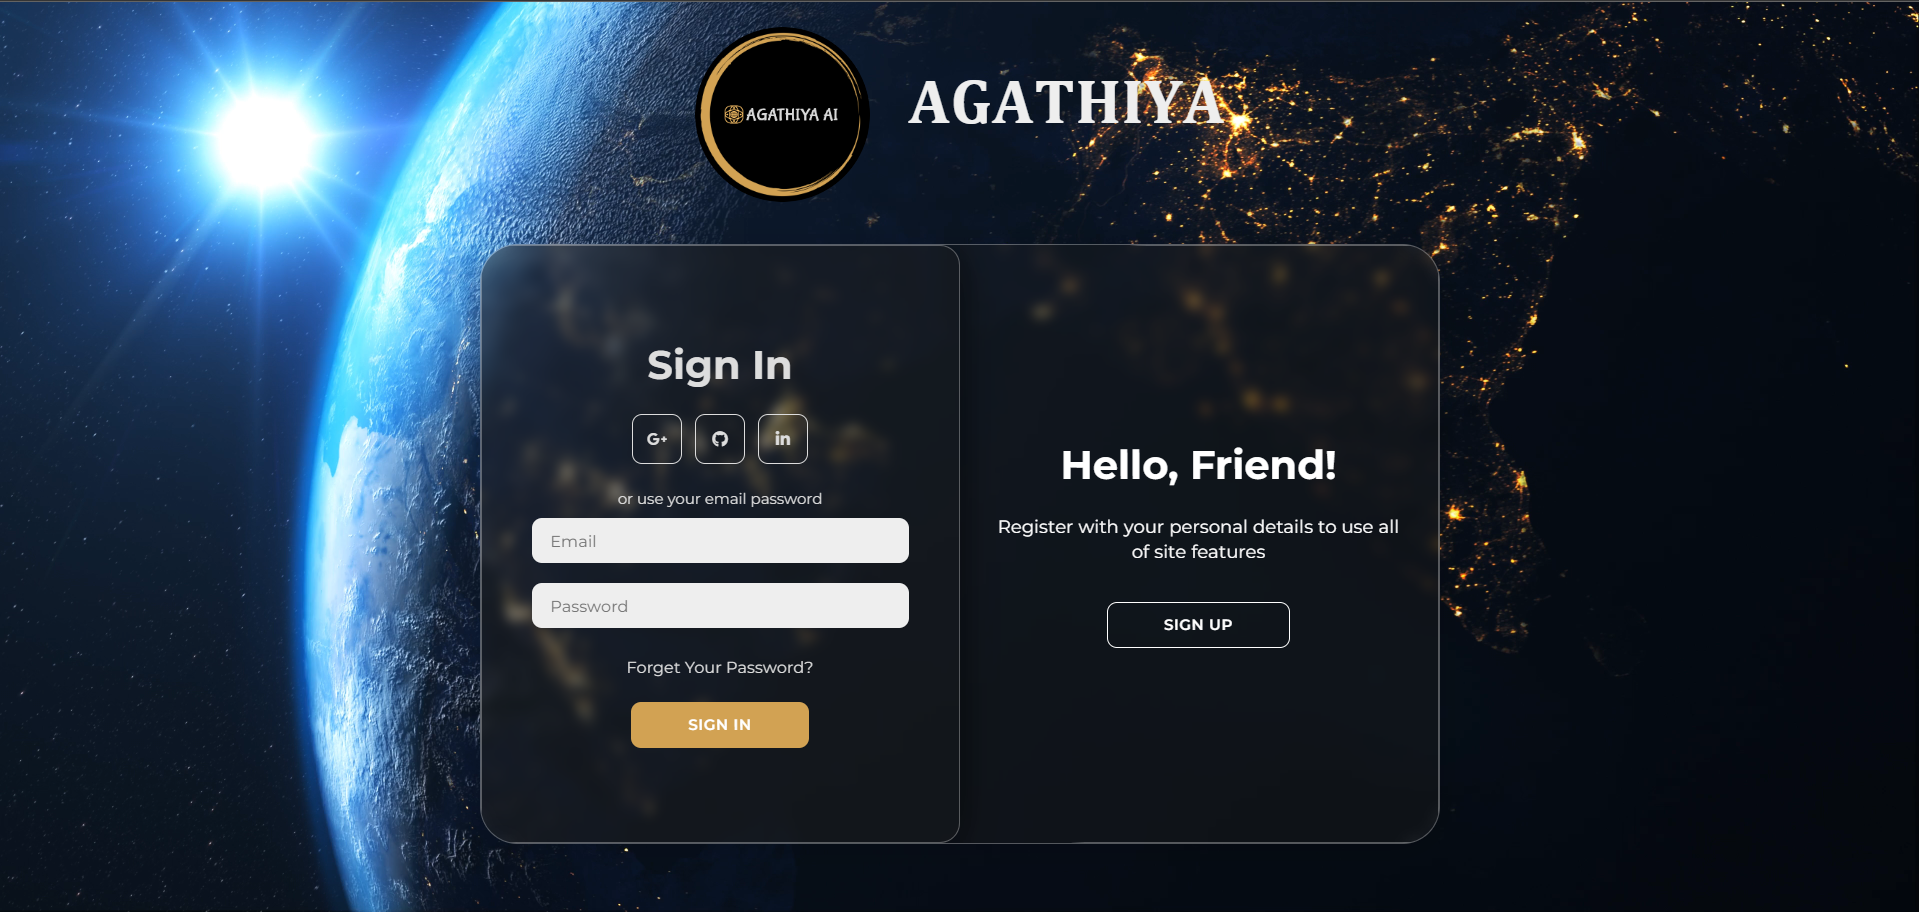 AGATHIYA AI
AGATHIYA
Sign In
G+
in
or use your email password
Email
Password
Forget Your Password?
SIGN IN
Hello, Friend!
Register with your personal details to use all
of site features
SIGN UP